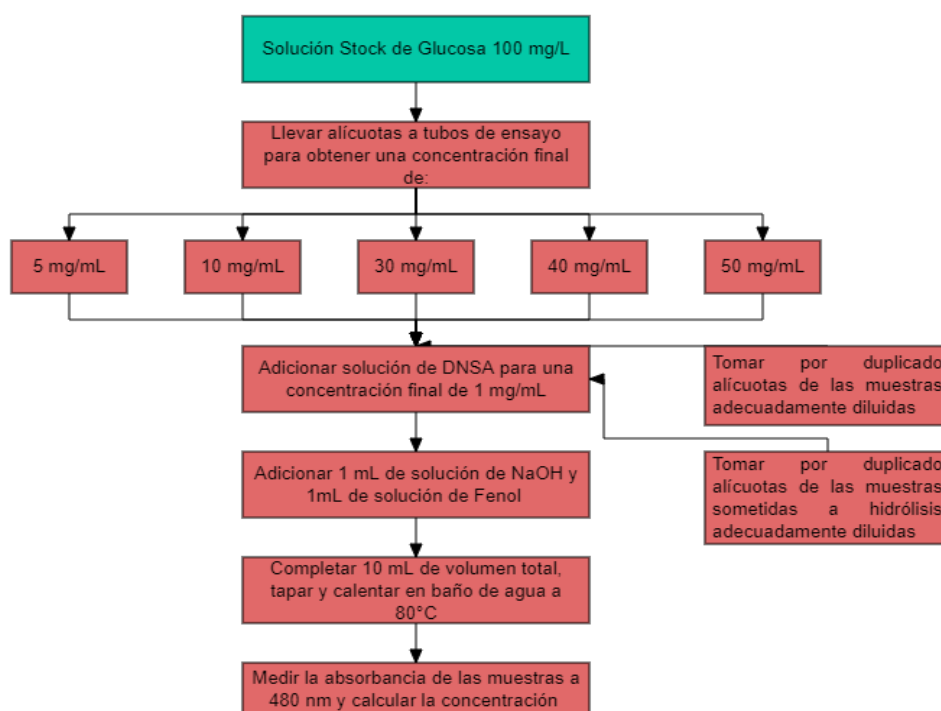 Solución Stock de Glucosa 100 mg/L
Llevar alícuotas a tubos de ensayo
para obtener una concentración final
de:
5 mg/mL
10 mg/mL
30 mg/mL
40 mg/mL
50 mg/mL
Adicionar solución de DNSA para una
concentración final de 1 mg/mL
Tomar por duplicado
alícuotas de las muestras
adecuadamente diluidas
Adicionar 1 mL de solución de NaOH y
1mL de solución de Fenol
Tomar por duplicado
alícuotas de las muestras
sometidas a hidrólisis
adecuadamente diluidas
Completar 10 mL de volumen total,
tapar y calentar en baño de agua a
80°C
Medir la absorbancia de las muestras a
480 nm y calcular la concentración